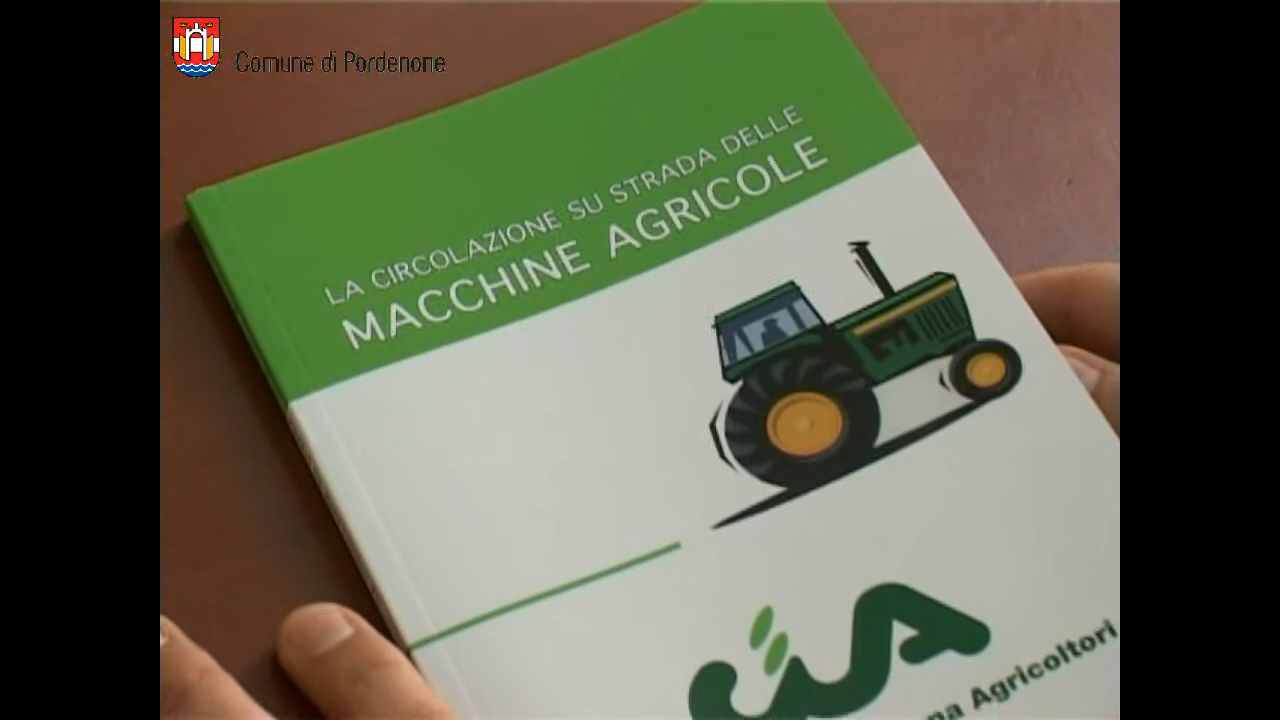 Comune di Pordenone
LA CIRCOLAZIONE SU STRADA DELLE
MACCHINE AGRICOLE
CiA
Agricoltori